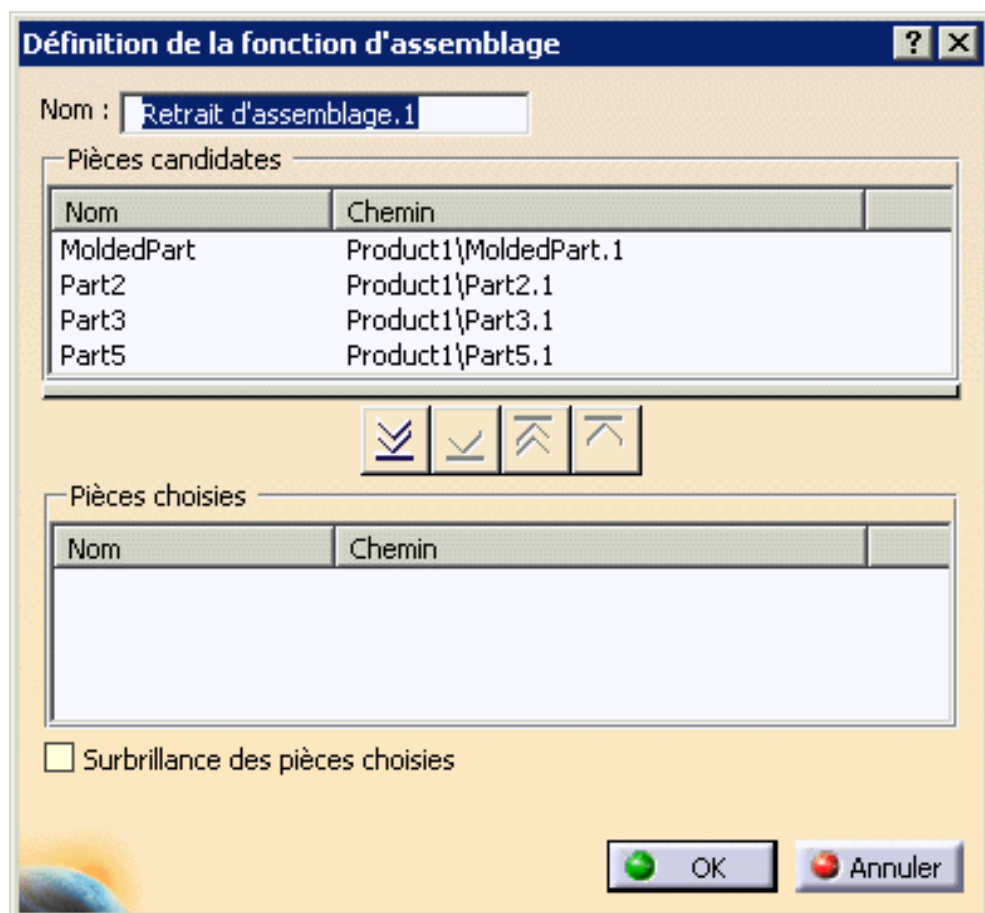 Définition de la fonction d'assemblage
Nom : Retrait d'assemblage.1
Pièces candidates
Nom Chemin
MoldedPart Product1\MoldedPart.1
Part2 Product1\Part2.1
Part3 Product1\Part3.1
Part5 Product1\Part5.1
Pièces choisies
Nom Chemin
Surbrillance des pièces choisies
OK Annuler